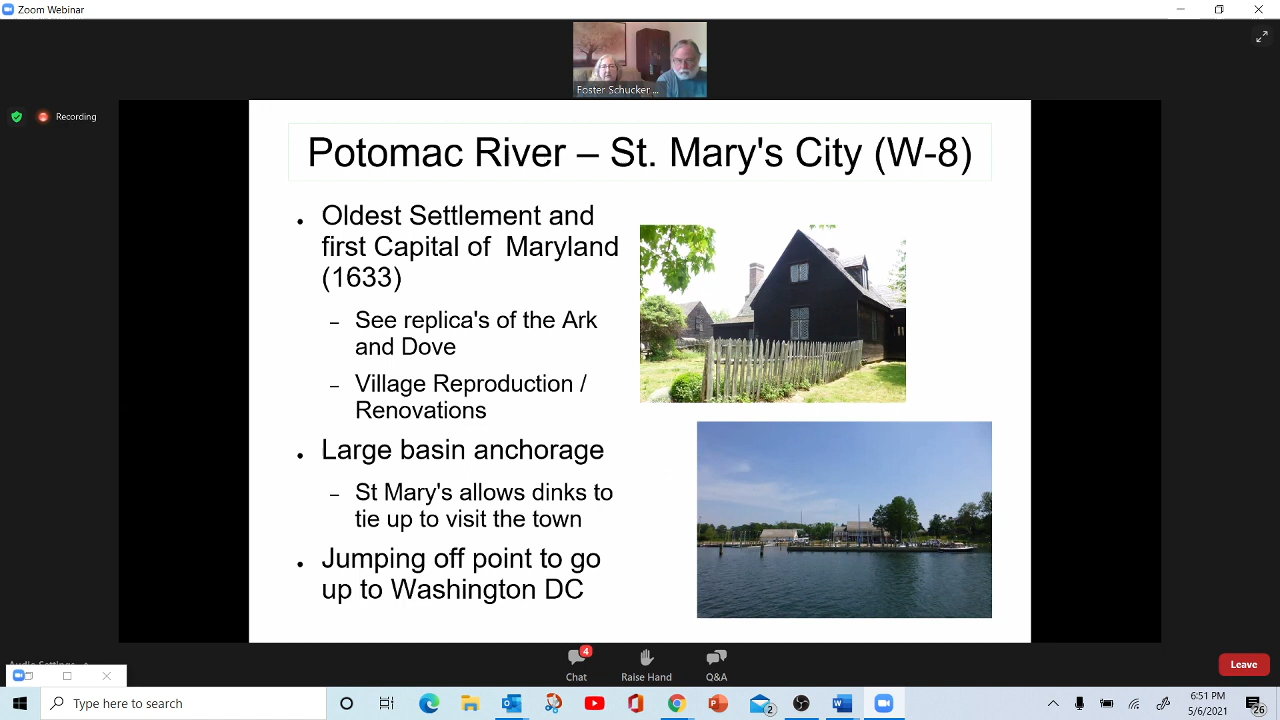 Zoom Webinar
Foster Schucker ...
Recording
Potomac River – St. Mary's City (W-8)
Oldest Settlement and
first Capital of Maryland
(1633)
– See replica's of the Ark
and Dove
– Village Reproduction /
Renovations
Large basin anchorage
– St Mary's allows dinks to
tie up to visit the town
Jumping off point to go
up to Washington DC
Audio Settings
4
Chat
Raise Hand
Q&A
Leave
Type here to search
2
6:51 PM
5/6/2021
26